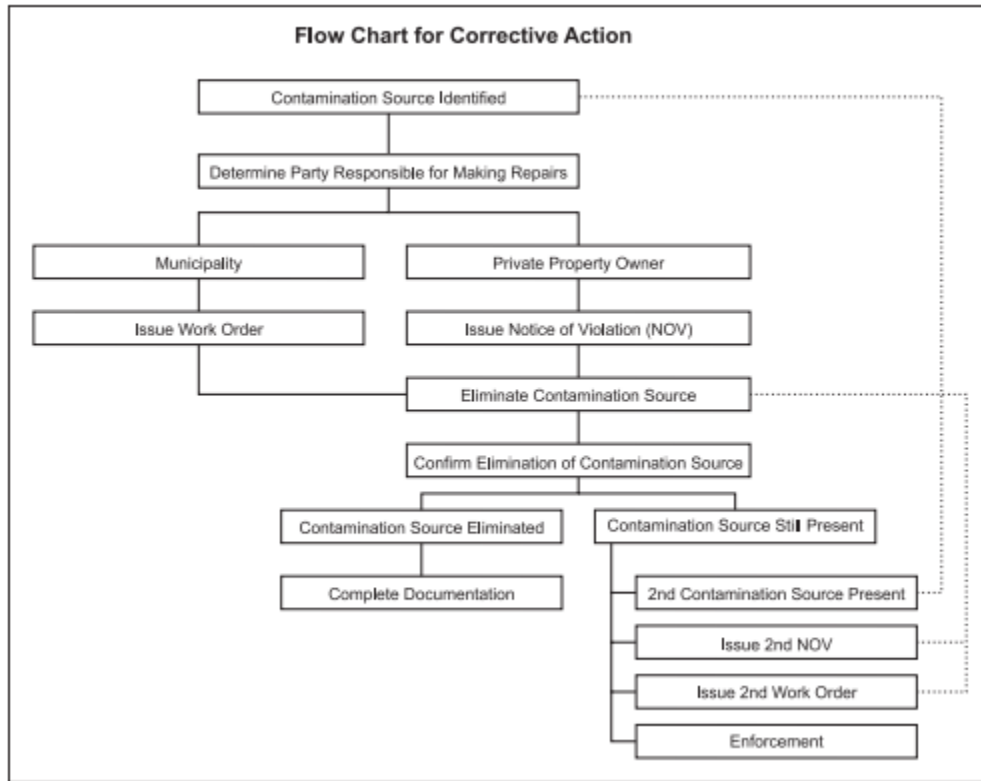 Flow Chart for Corrective Action
Contamination Source Identified
Determine Party Responsible for Making Repairs
Municipality
Private Property Owner
Issue Work Order
Issue Notice of Violation (NOV)
Eliminate Contamination Source
Confirm Elimination of Contamination Source
Contamination Source Eliminated
Contamination Source Still Present
Complete Documentation
2nd Contamination Source Present
Issue 2nd NOV
Issue 2nd Work Order
Enforcement